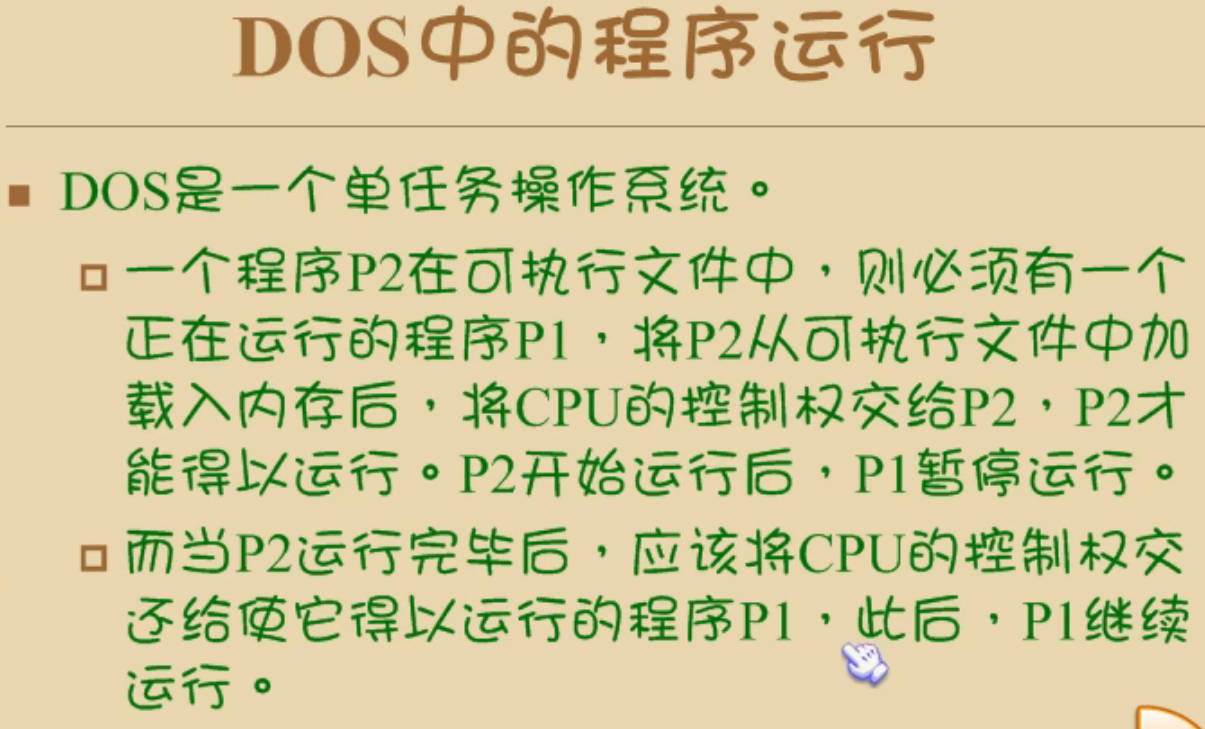 DOS中的程序运行
DOS是一个单任务操作系统。
一个程序P2在可执行文件中，则必须有一个
正在运行的程序P1，将P2从可执行文件中加
载入内存后，将CPU的控制权交给P2，P2才
能得以运行。P2开始运行后，P1暂停运行。
而当P2运行完毕后，应该将CPU的控制权交
还给使它得以运行的程序P1，此后，P1继续
运行。